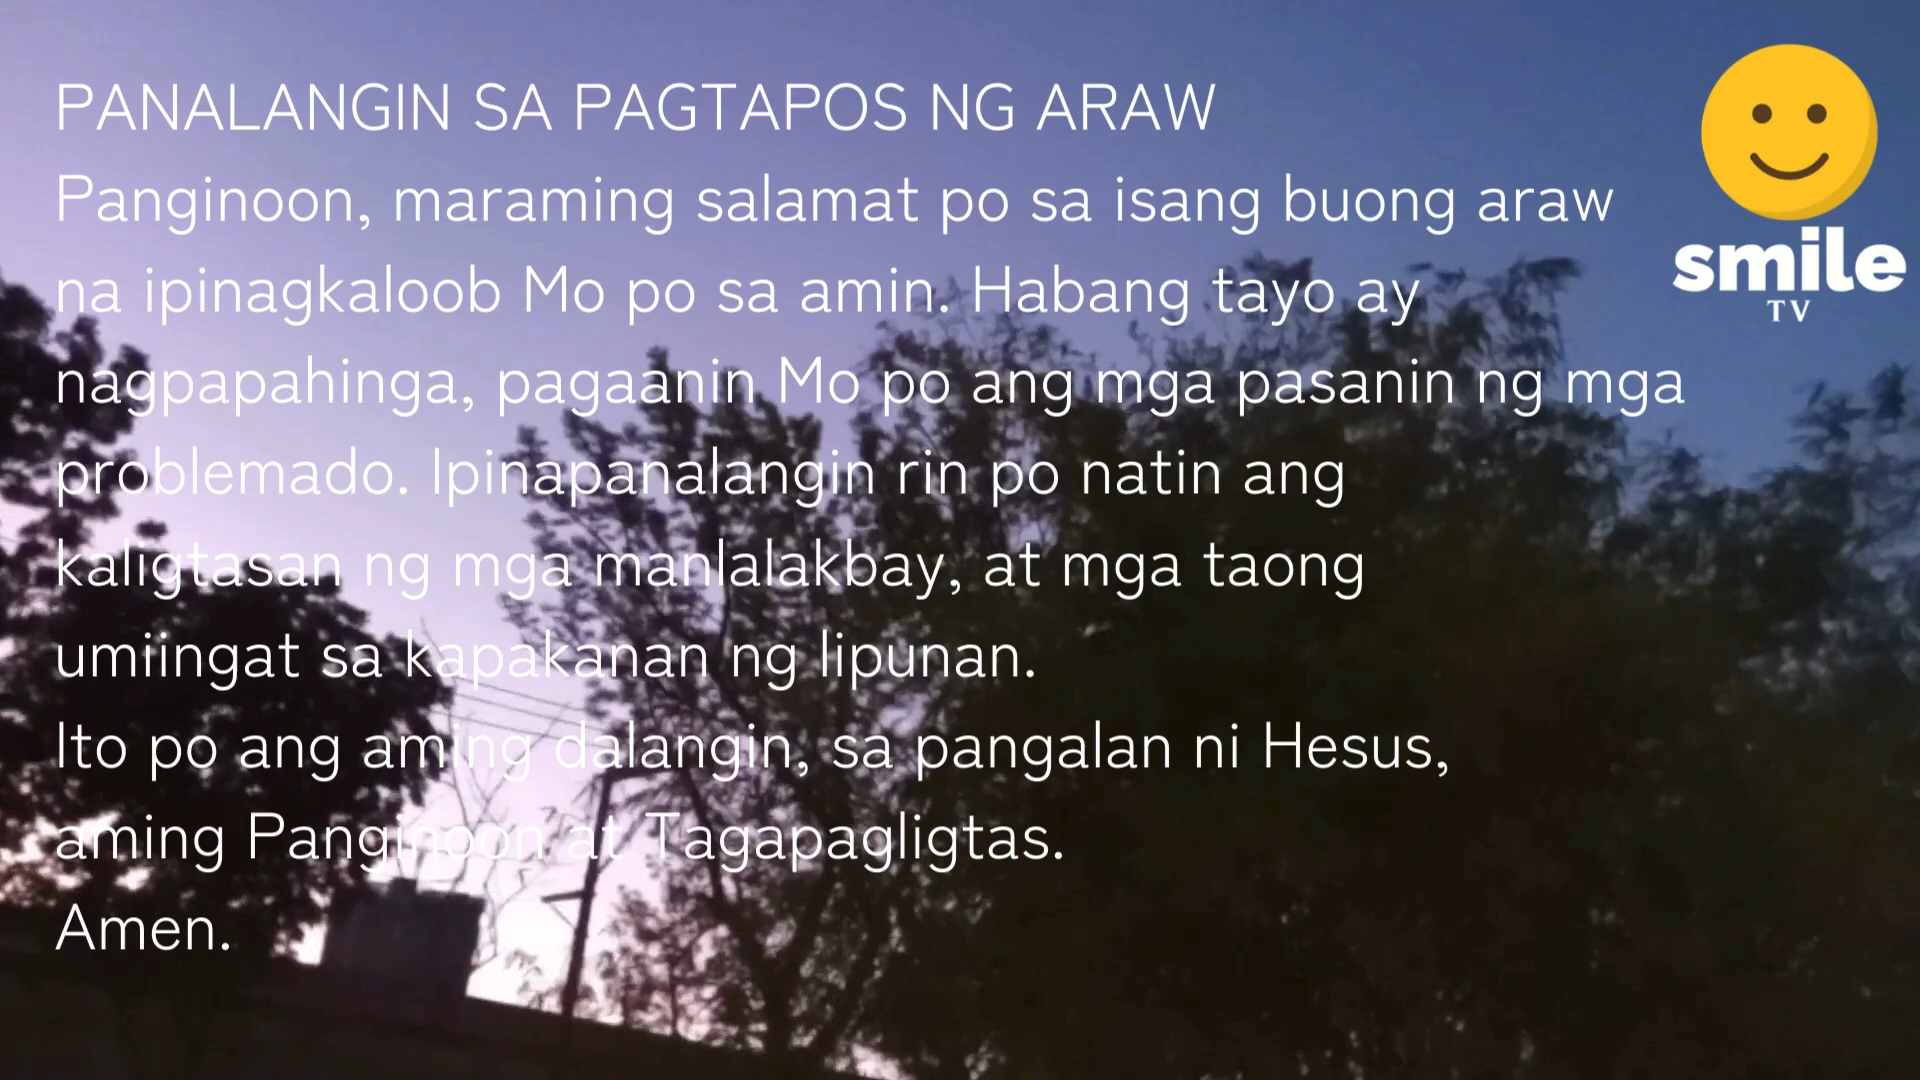 PANALANGIN SA PAGTAPOS NG ARAW
Panginoon, maraming salamat po sa isang buong araw
na ipinagkaloob Mo po sa amin. Habang tayo ay
nagpapahinga, pagaanin Mo po ang mga pasanin ng mga
problemado. Ipinapanalangin rin po natin ang
kaligtasan ng mga manlalakbay, at mga taong
umiingat sa kapakanan ng lipunan.
Ito po ang aming dalangin, sa pangalan ni Hesus,
aming Panginoon at Tagapagligtas.
Amen.
smile
TV